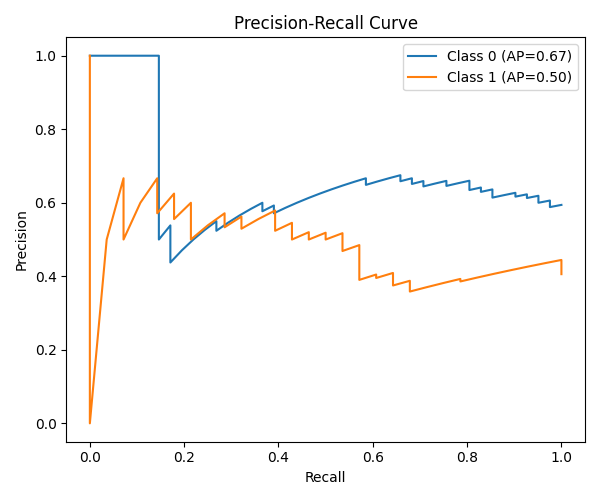 Precision-Recall Curve
Class 0 (AP=0.67)
Class 1 (AP=0.50)
Precision
1.0
0.8
0.6
0.4
0.2
0.0
0.0 0.2 0.4 0.6 0.8 1.0
Recall